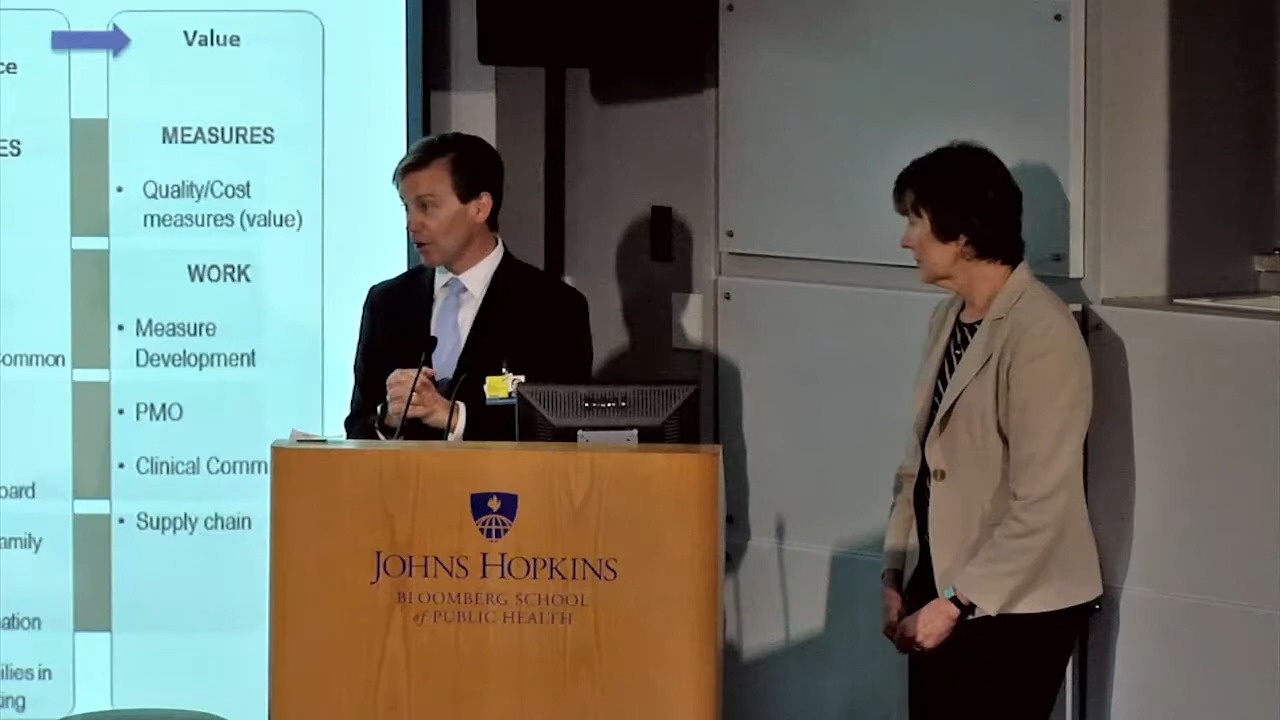 Value
ce
MEASURES
ES
Quality/Cost
measures (value)
WORK
Measure
Development
ommon
PMO
Clinical Comm
oard
Supply chain
amily
ation
ilies in
ing
JOHNS HOPKINS
BLOOMBERG SCHOOL
of PUBLIC HEALTH